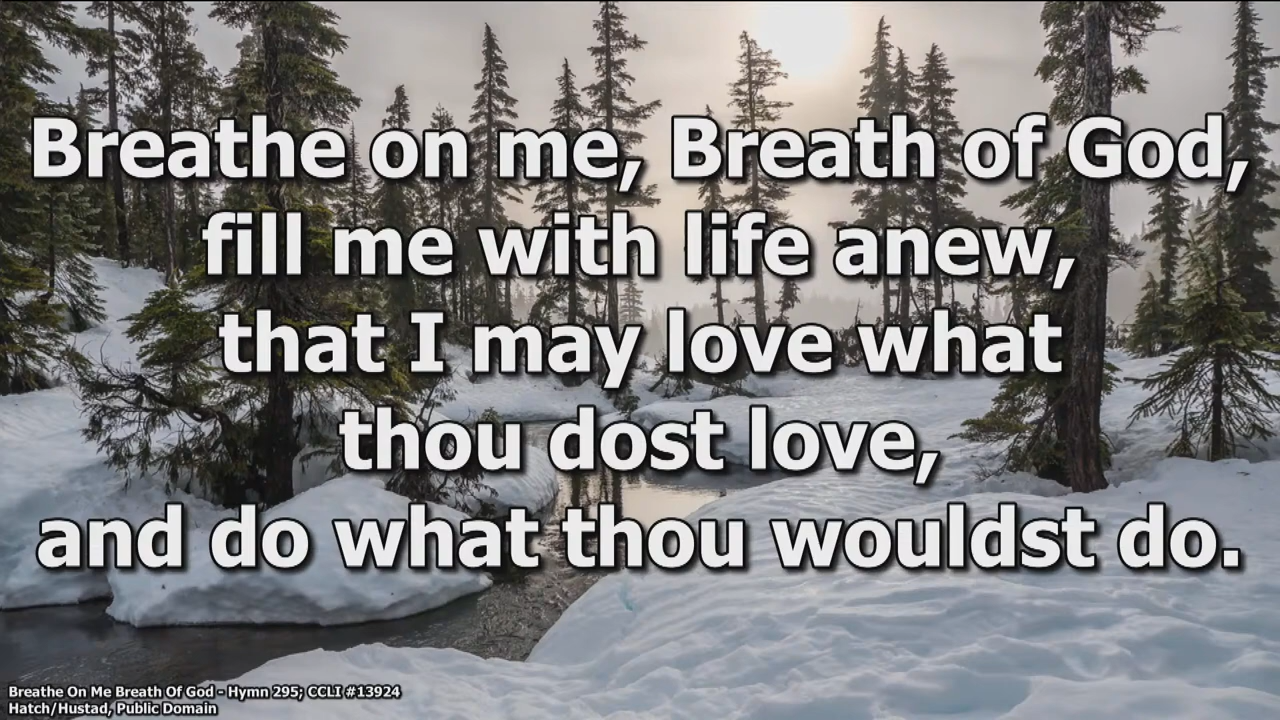 Breathe on me, Breath of God,
fill me with life anew,
that I may love what
thou dost love,
and do what thou wouldst do.
Breathe On Me Breath Of God - Hymn 295; CCLI #13924
Hatch/Hustad, Public Domain